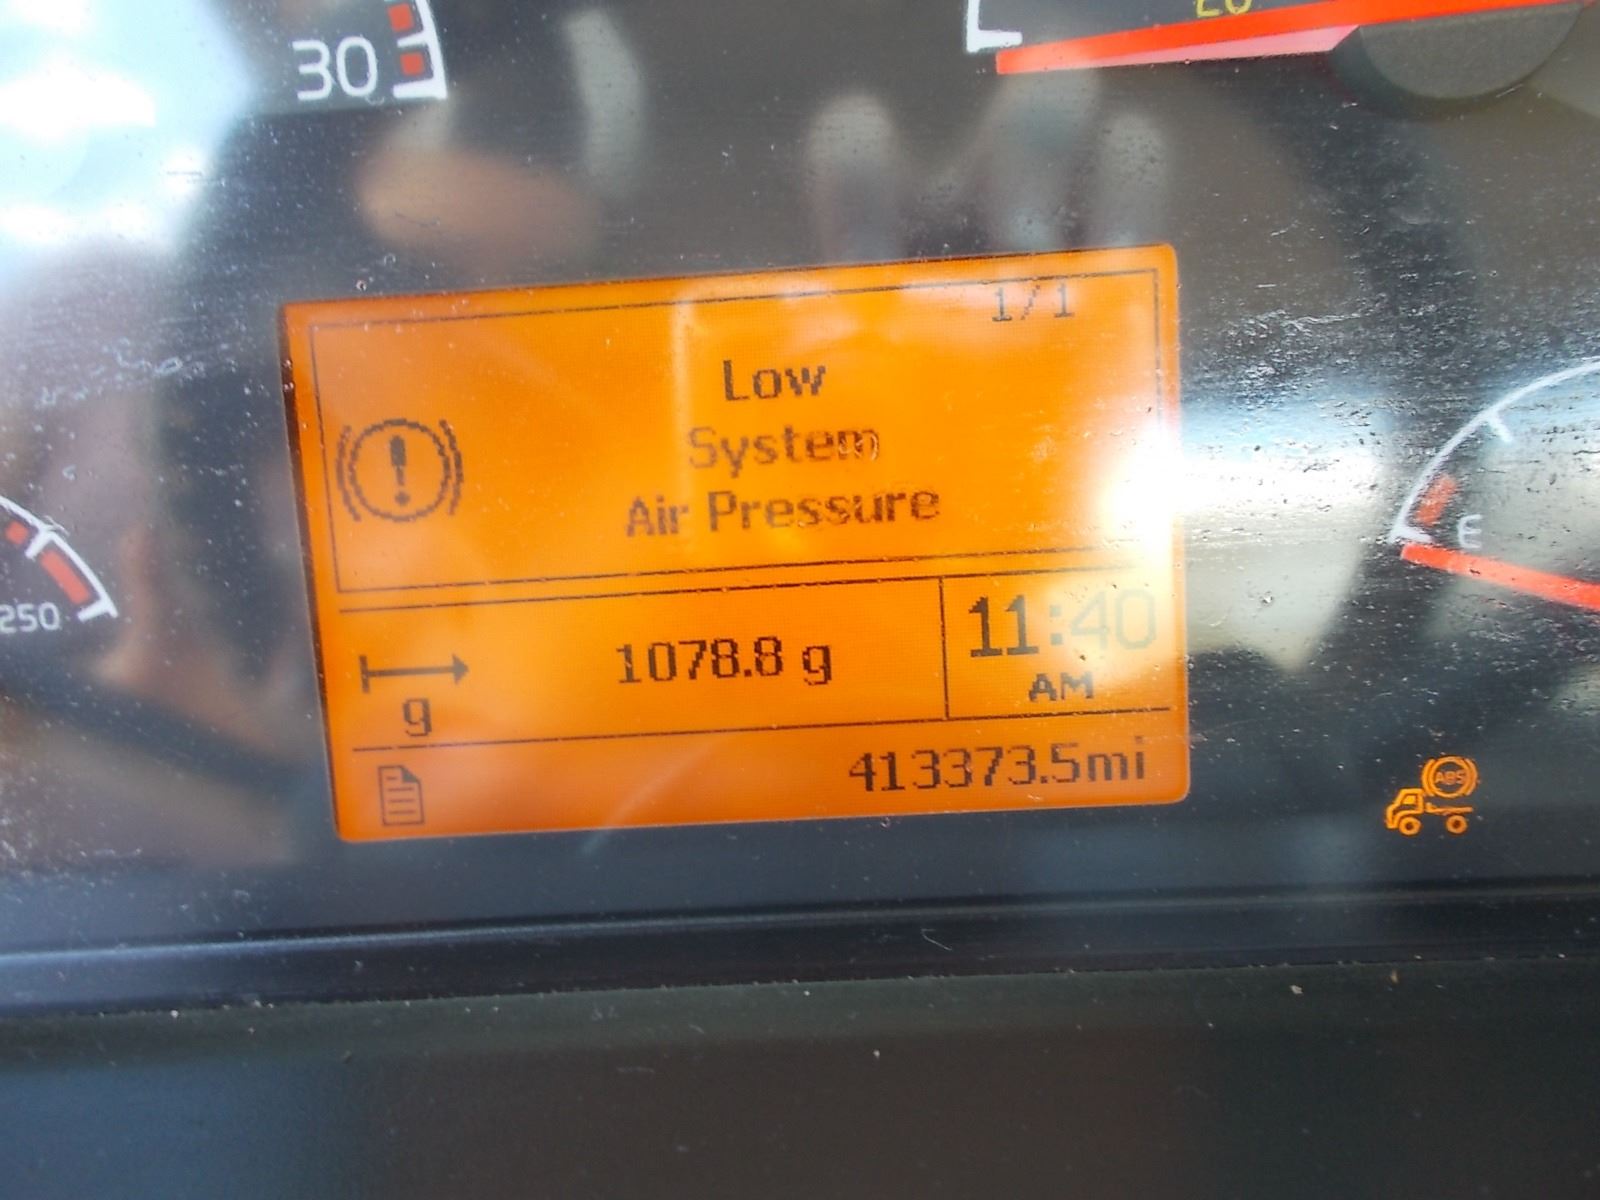 30
1/1
Low
System
Air Pressure
E
250
1078.8 g
11:40
AM
g
413373.5mi
ABS